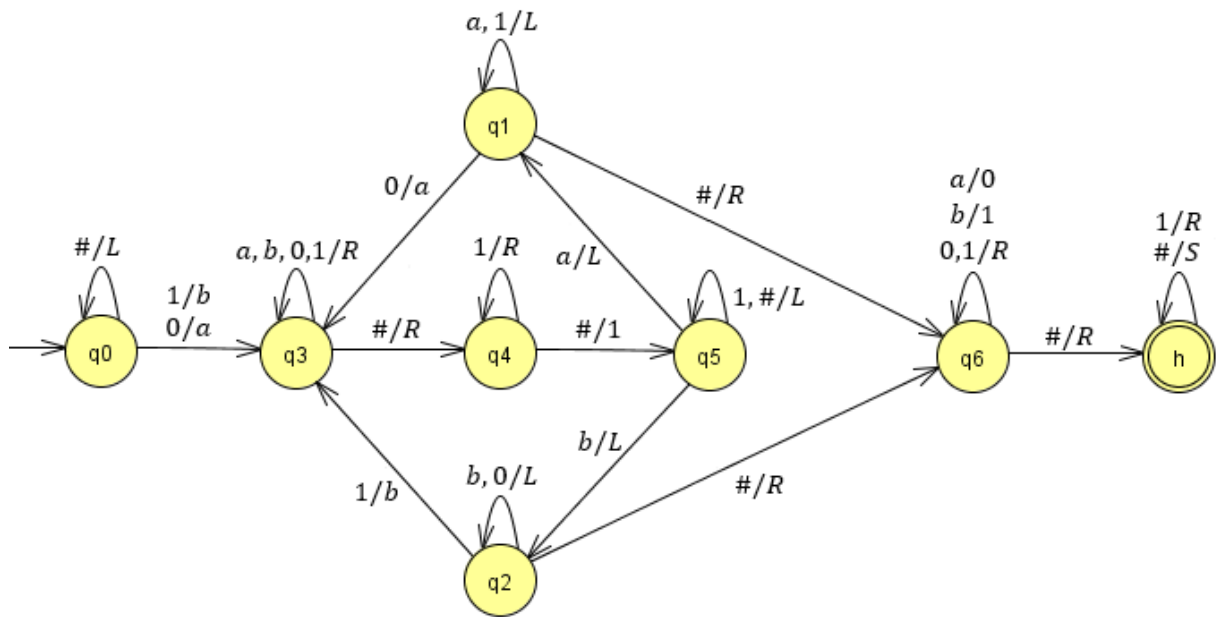 a, 1/L
q1
0/a
#/R
a/0
b/1
0,1/R
#/L
1/b
0/a
a, b, 0,1/R
1/R
a/L
1, #/L
1/R
#/S
q0
q3
#/R
q4
#/1
q5
q6
#/R
h
b/L
1/b
b, 0/L
#/R
q2